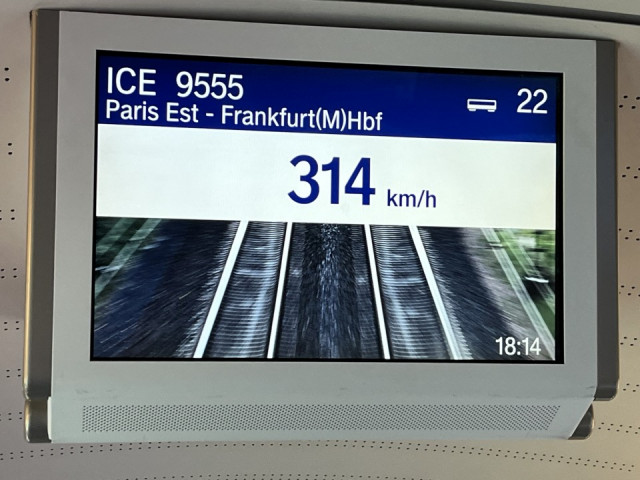 ICE 9555
Paris Est - Frankfurt(M)Hbf
22
314 km/h
18:14